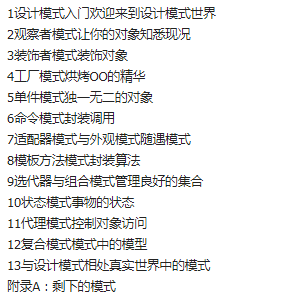 1设计模式入门欢迎来到设计模式世界
2观察者模式让你的对象知悉现况
3装饰者模式装饰对象
4工厂模式烘烤OO的精华
5单件模式独一无二的对象
6命令模式封装调用
7适配器模式与外观模式随遇模式
8模板方法模式封装算法
9选代器与组合模式管理良好的集合
10状态模式事物的状态
11代理模式控制对象访问
12复合模式模式中的模型
13与设计模式相处真实世界中的模式
附录A：剩下的模式